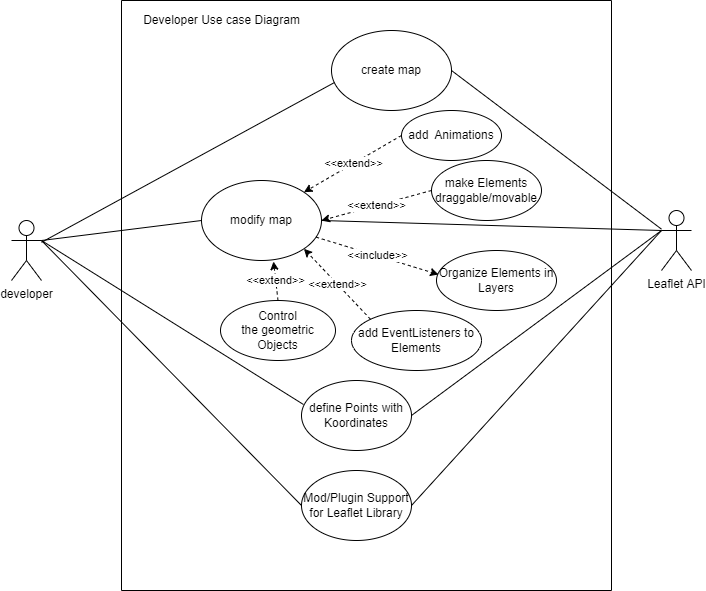 Developer Use case Diagram
create map
add  Animations
<<extend>>
make Elements
draggable/movable
<<extend>>
modify map
<<include>>
Organize Elements in
Layers
<<extend>>
<<extend>>
Control
the geometric
Objects
add EventListeners to
Elements
developer
Leaflet API
define Points with
Koordinates
Mod/Plugin Support
for Leaflet Library